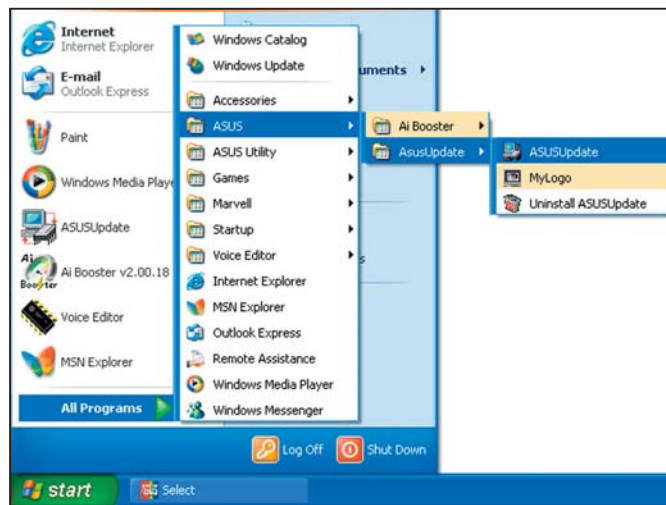 Internet
Internet Explorer
E-mail
Outlook Express
Paint
Windows Media Playe
ASUSUpdate
Ai Booster
Ai Booster v2.00.18
Voice Editor
MSN Explorer
All Programs
Windows Catalog
Windows Update
Accessories
ASUS
ASUS Utility
Games
Marvell
Startup
Voice Editor
Internet Explorer
MSN Explorer
Outlook Express
Remote Assistance
Windows Media Player
Windows Messenger
uments
s
Ai Booster
AsusUpdate
ASUSUpdate
MyLogo
Uninstall ASUSUpdate
Log Off
Shut Down
start
Select